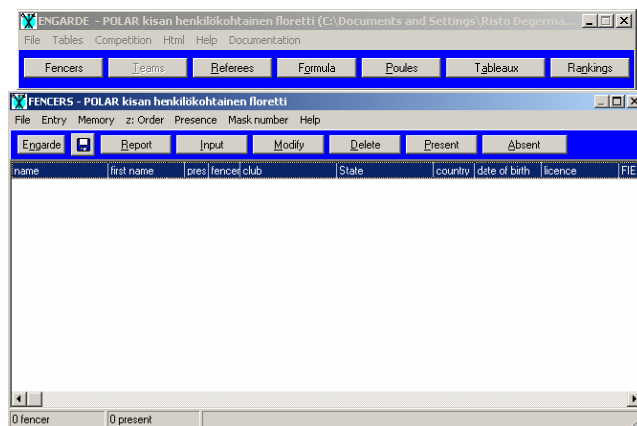 ENGARDE - POLAR kisan henkilökohtainen floretti (C:\Documents and Settings\Risto Degerma...
File Tables Competition Html Help Documentation
Fencers Teams Referees Formula Poules Tableaux Rankings
FENCERS - POLAR kisan henkilökohtainen floretti
File Entry Memory z: Order Presence Mask number Help
Engarde Report Input Modify Delete Present Absent
name first name pres fencer club State country date of birth licence FIE
0 fencer 0 present